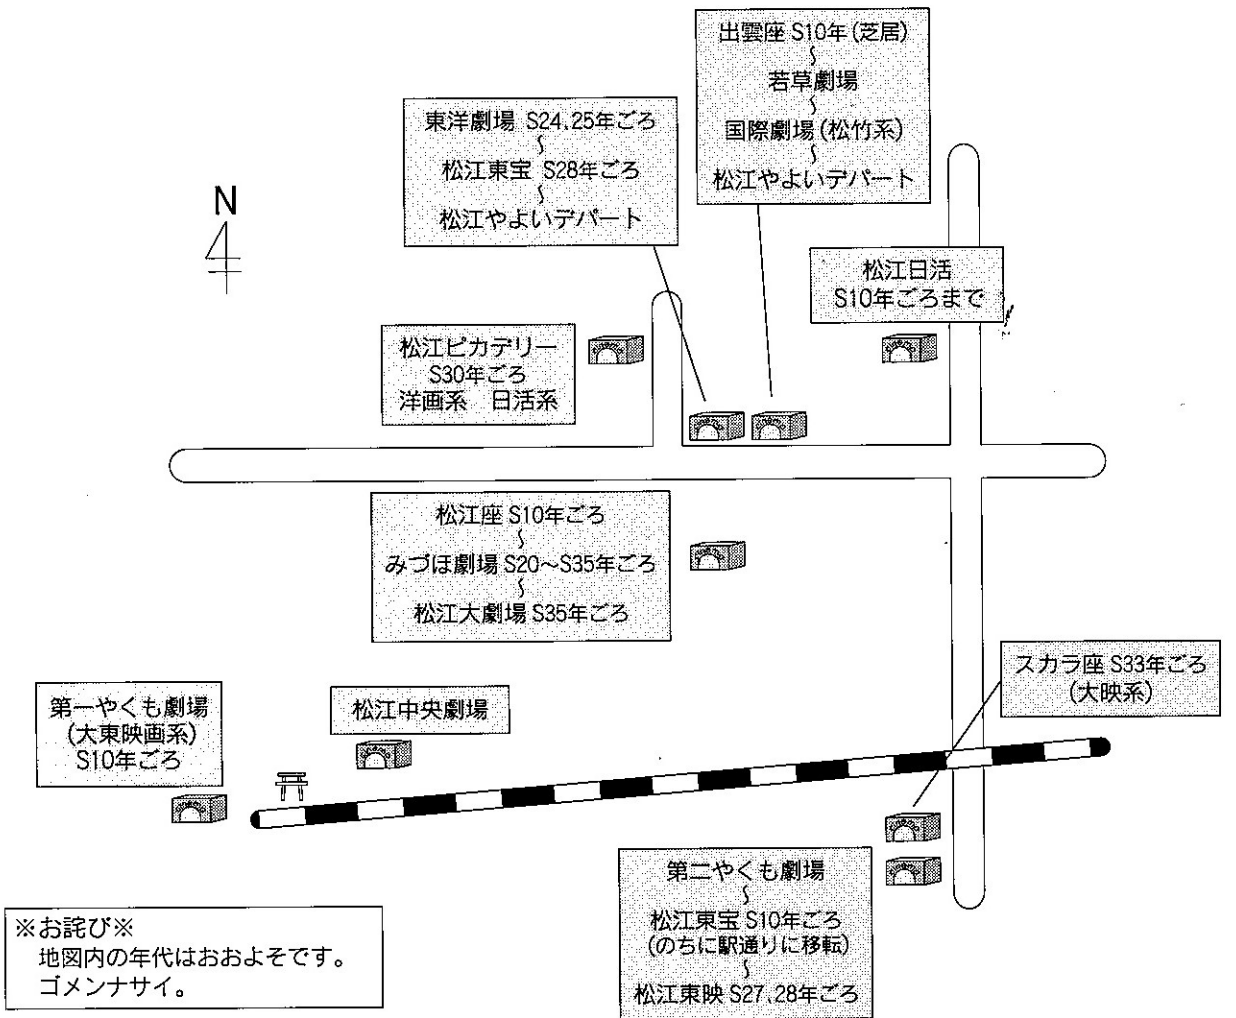 出雲座 S10年(芝居)
〜
若草劇場
〜
国際劇場(松竹系)
〜
松江やよいデパート
東洋劇場 S24,25年ごろ
〜
松江東宝 S28年ごろ
〜
松江やよいデパート
N
松江日活
S10年ごろまで
松江ピカデリー
S30年ごろ
洋画系 日活系
松江座 S10年ごろ
〜
みづほ劇場 S20〜S35年ごろ
〜
松江大劇場 S35年ごろ
スカラ座 S33年ごろ
(大映系)
第一やくも劇場
(大東映画系)
S10年ごろ
松江中央劇場
第二やくも劇場
〜
松江東宝 S10年ごろ
(のちに駅通りに移転)
〜
松江東映 S27,28年ごろ
※お詫び※
地図内の年代はおおよそです。
ゴメンナサイ。